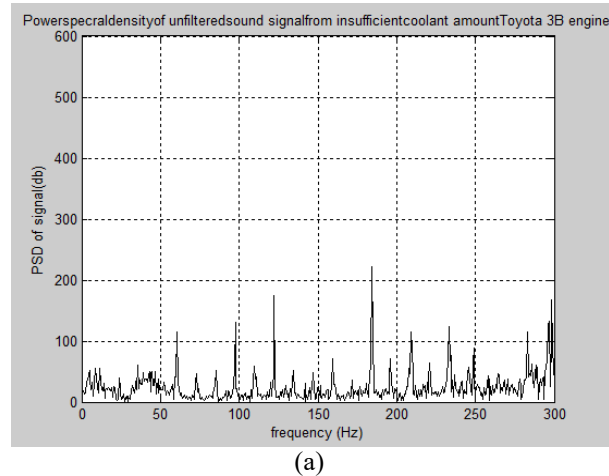 Powerspecraldensityof unfilteredsound signalfrom insufficientcoolant amountToyota 3B engine
600
500
400
300
200
100
0
PSD of signal(db)
0 50 100 150 200 250 300
frequency (Hz)
(a)